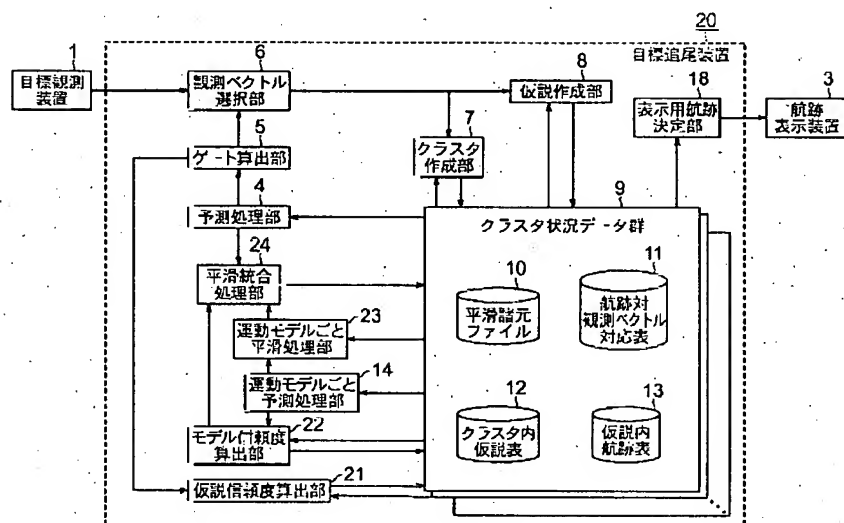 20
目標追尾装置
1
目標観測
装置
6
観測ベクトル
選択部
8
仮説作成部
18
表示用航跡
決定部
3
航跡
表示装置
5
ゲート算出部
7
クラスタ
作成部
4
予測処理部
9
クラスタ状況データ群
24
平滑統合
処理部
10
平滑諸元
ファイル
11
航跡対
観測ベクトル
対応表
23
運動モデルごと
平滑処理部
14
運動モデルごと
予測処理部
12
クラスタ内
仮説表
13
仮説内
航跡表
22
モデル信頼度
算出部
21
仮説信頼度算出部